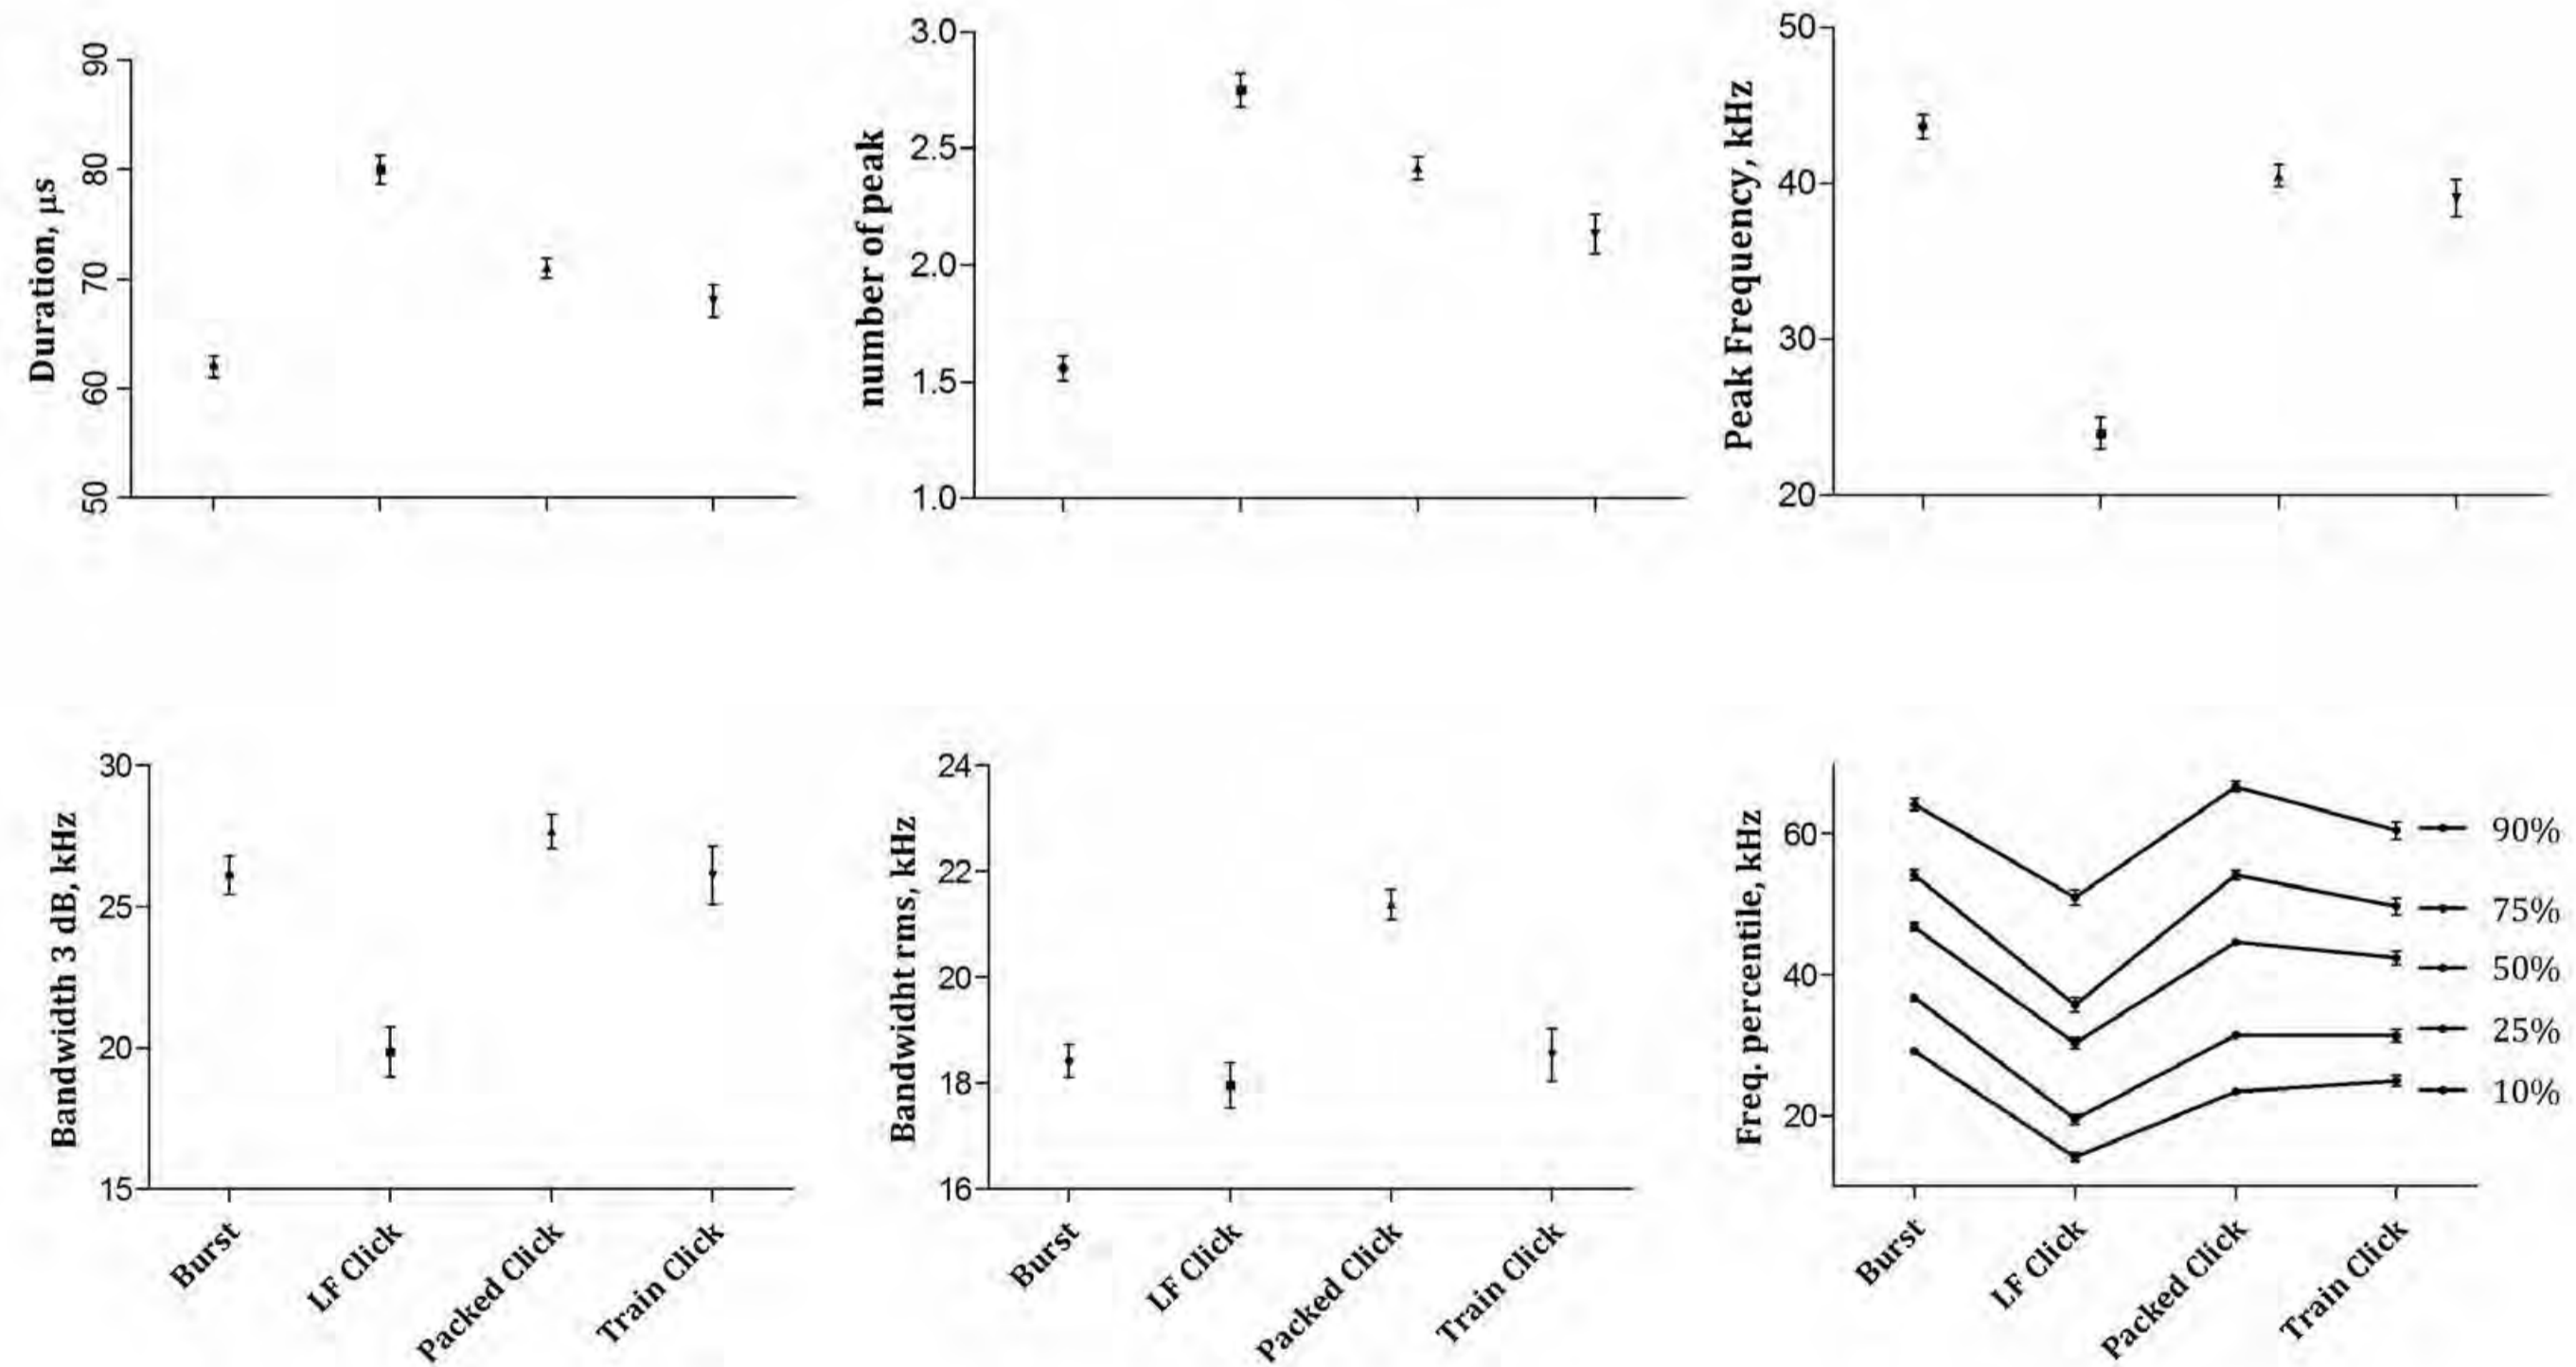 Duration, µs
90
80
70
60
50
number of peak
3.0
2.5
2.0
1.5
1.0
Peak Frequency, kHz
50
40
30
20
Bandwidth 3 dB, kHz
30
25
20
15
Burst
LF Click
Packed Click
Train Click
Bandwidht rms, kHz
24
22
20
18
16
Burst
LF Click
Packed Click
Train Click
Freq. percentile, kHz
60
40
20
90%
75%
50%
25%
10%
Burst
LF Click
Packed Click
Train Click